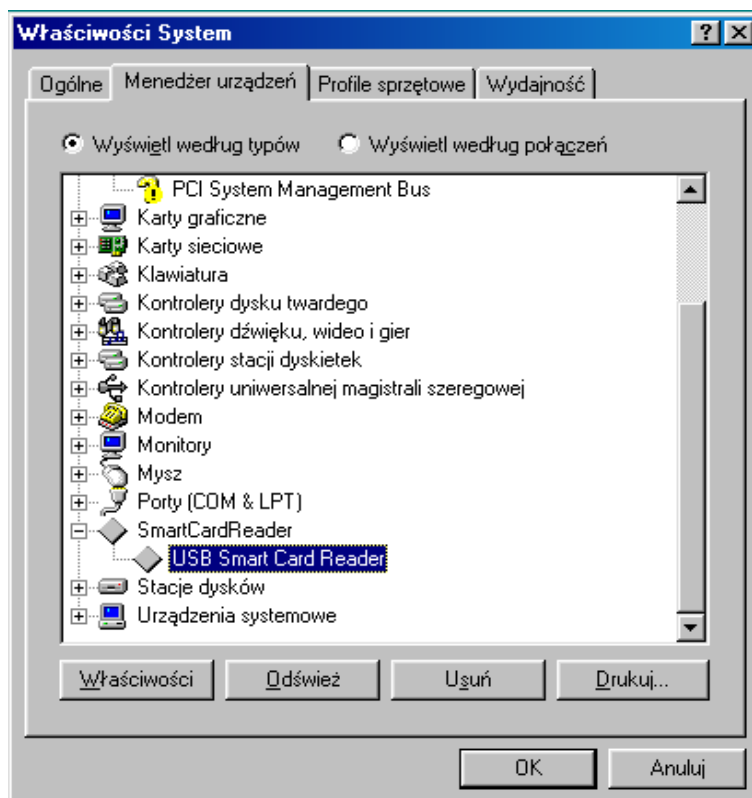 Właściwości System
Ogólne Menedżer urządzeń Profile sprzętowe Wydajność
Wyświetl według typów Wyświetl według połączeń
PCI System Management Bus
Karty graficzne
Karty sieciowe
Klawiatura
Kontrolery dysku twardego
Kontrolery dźwięku, wideo i gier
Kontrolery stacji dyskietek
Kontrolery uniwersalnej magistrali szeregowej
Modem
Monitory
Mysz
Porty (COM & LPT)
SmartCardReader
USB Smart Card Reader
Stacje dysków
Urządzenia systemowe
Właściwości Odśwież Usuń Drukuj...
OK Anuluj